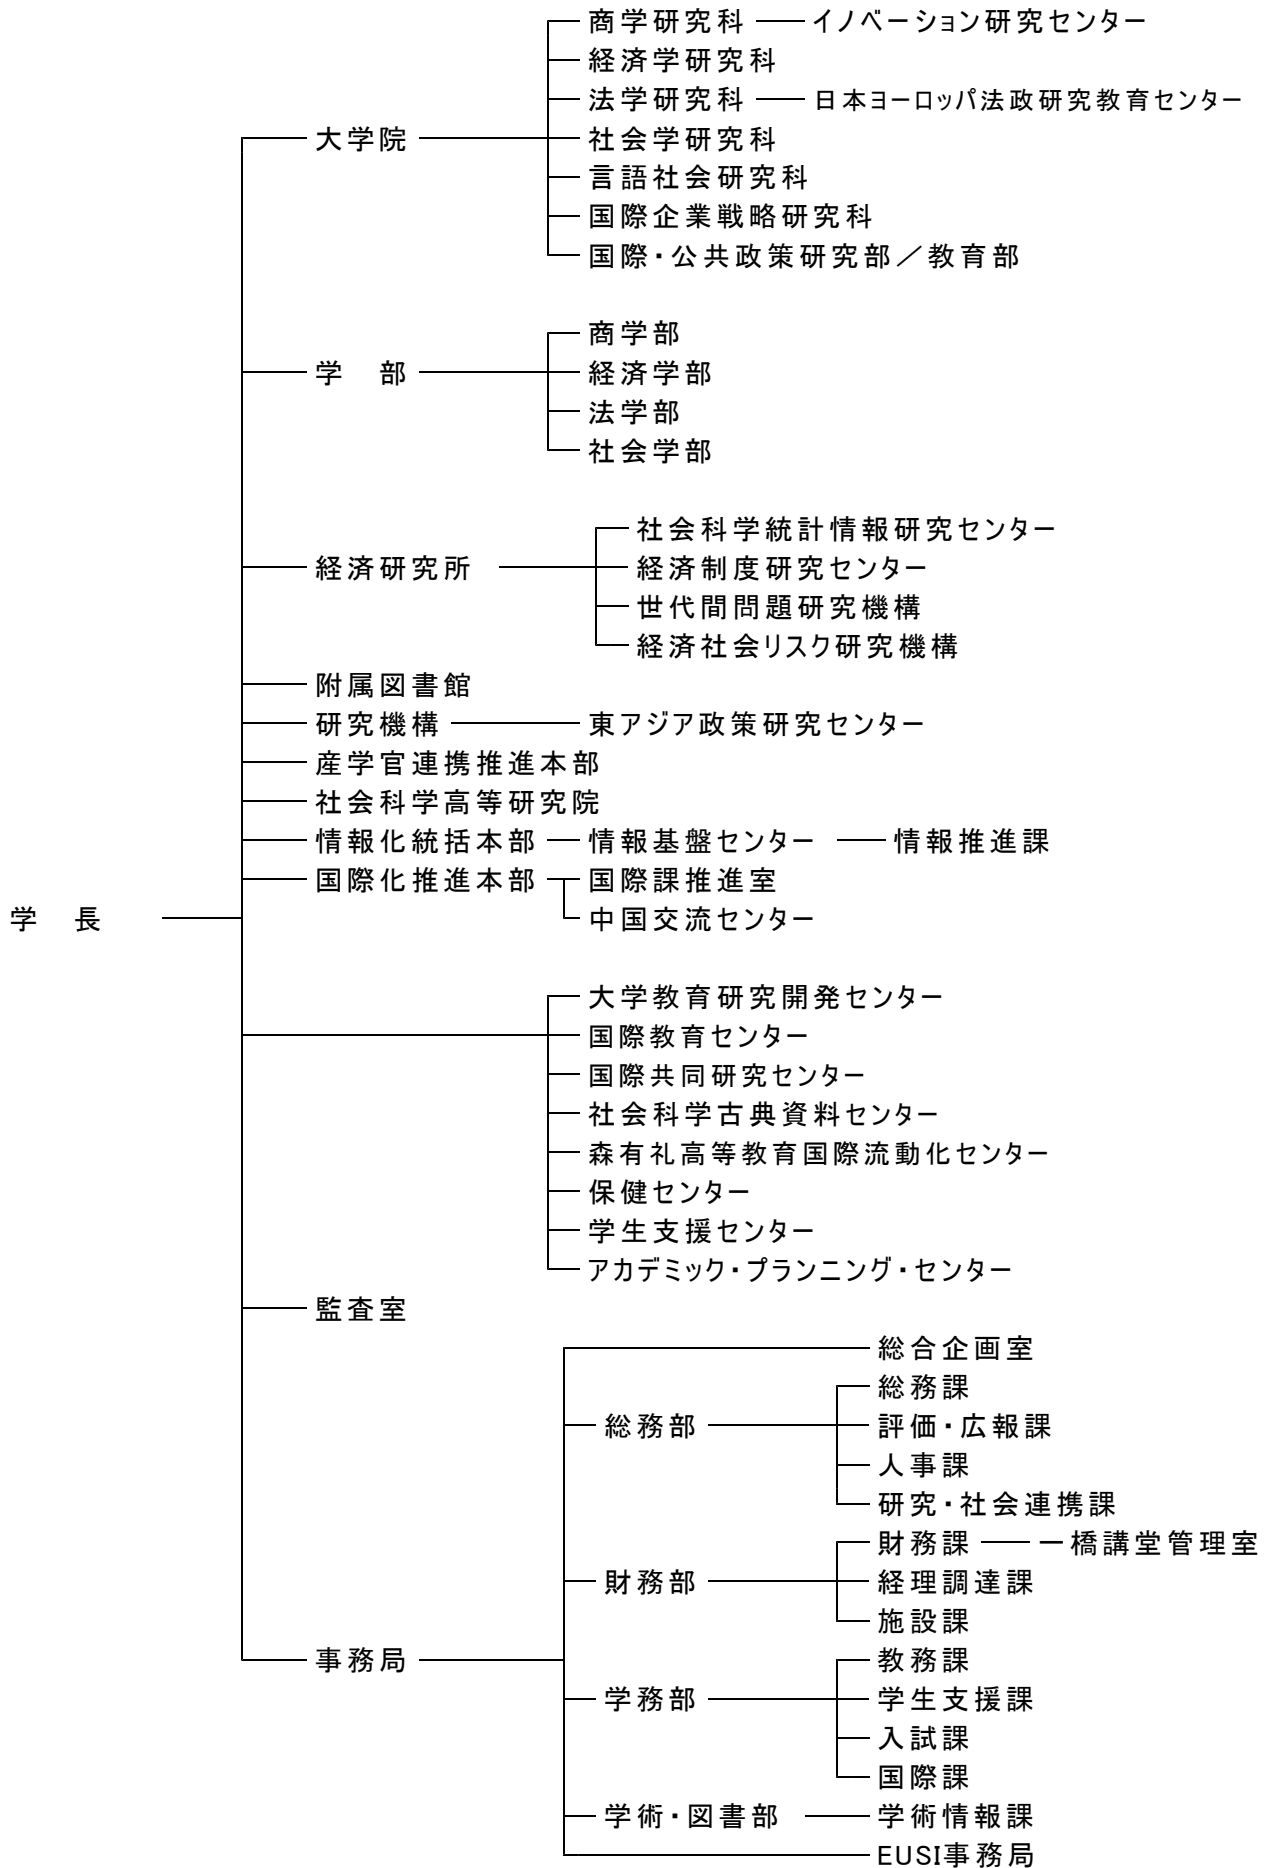 商学研究科 イノベーション研究センター
経済学研究科
法学研究科 日本ヨーロッパ法政研究教育センター
大学院 社会学研究科
言語社会研究科
国際企業戦略研究科
国際・公共政策研究部／教育部
商学部
学　部 経済学部
法学部
社会学部
社会科学統計情報研究センター
経済研究所 経済制度研究センター
世代間問題研究機構
経済社会リスク研究機構
附属図書館
研究機構 東アジア政策研究センター
産学官連携推進本部
社会科学高等研究院
情報化統括本部 情報基盤センター 情報推進課
国際化推進本部 国際課推進室
学　長 中国交流センター
大学教育研究開発センター
国際教育センター
国際共同研究センター
社会科学古典資料センター
森有礼高等教育国際流動化センター
保健センター
学生支援センター
アカデミック・プランニング・センター
監査室
総合企画室
総務課
総務部 評価・広報課
人事課
研究・社会連携課
財務課 一橋講堂管理室
財務部 経理調達課
施設課
事務局 教務課
学務部 学生支援課
入試課
国際課
学術・図書部 学術情報課
EUSI事務局